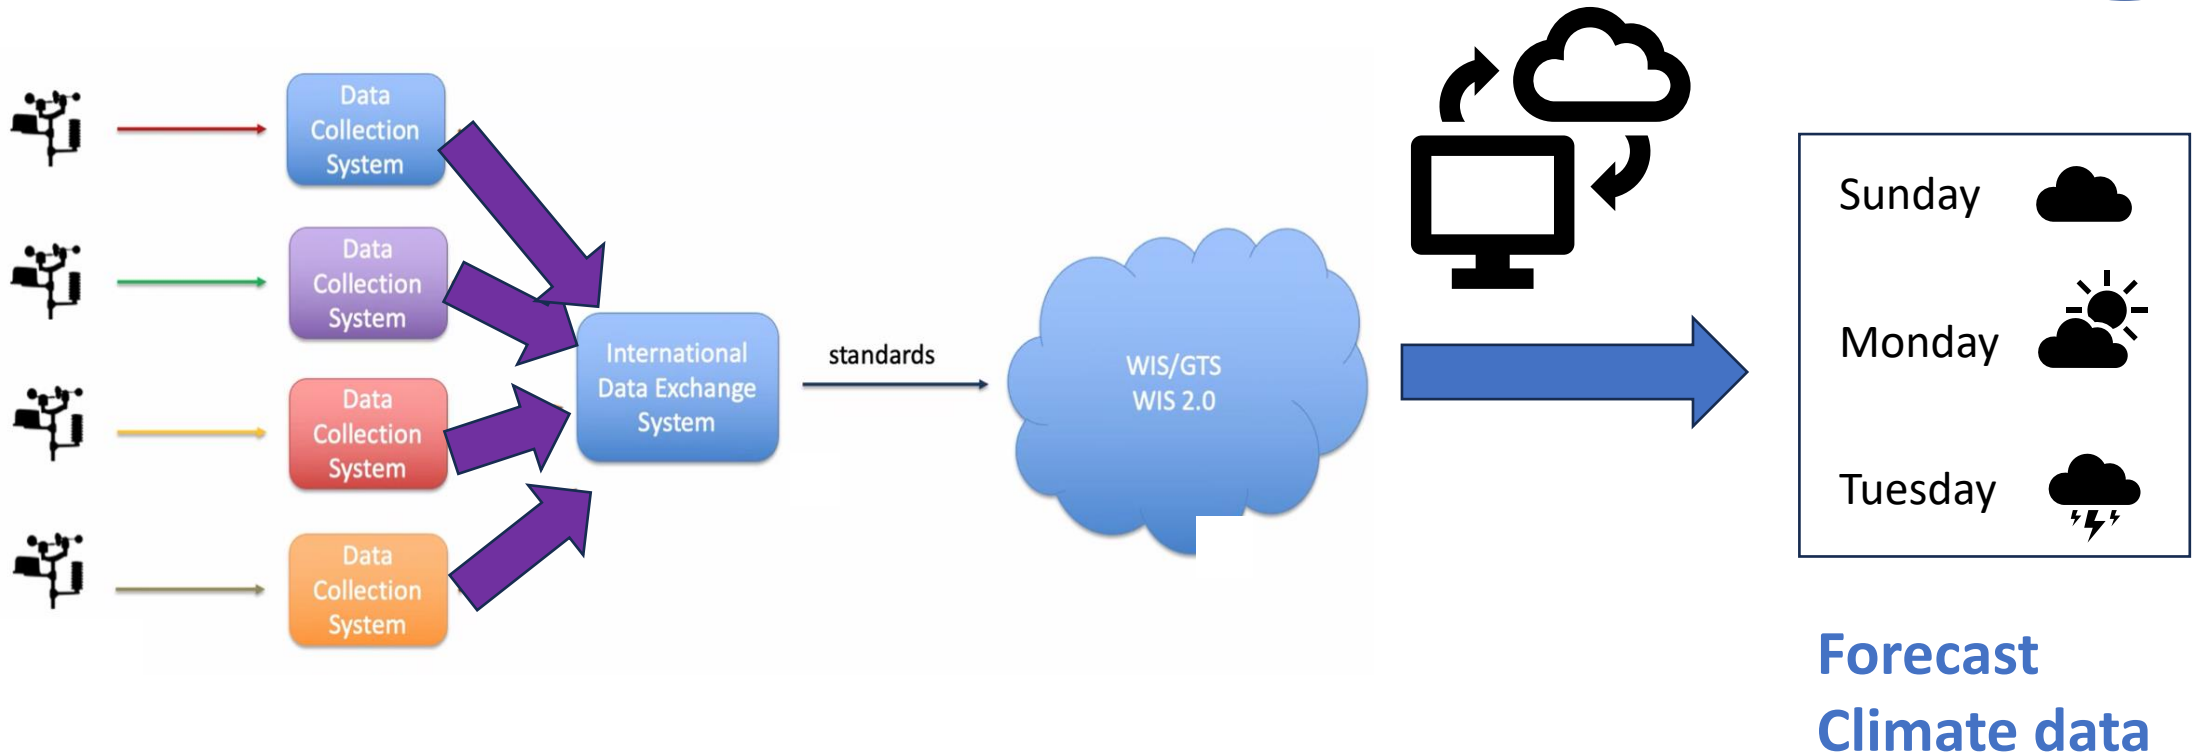 Data
Collection
System
Data
Collection
System
Data
Collection
System
Data
Collection
System
International
Data Exchange
System
standards
WIS/GTS
WIS 2.0
Sunday
Monday
Tuesday
Forecast
Climate data